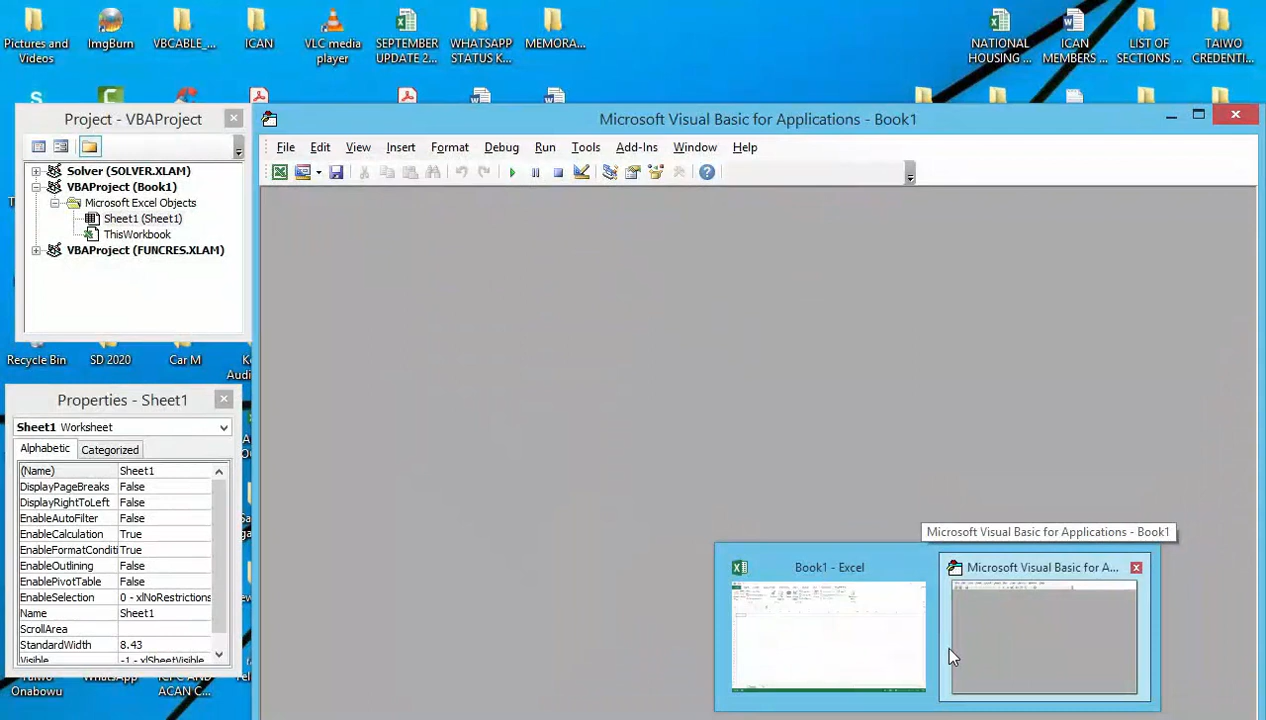 Pictures and
Videos
ImgBurn
VBCABLE_...
ICAN
VLC media
player
SEPTEMBER
UPDATE 2...
WHATSAPP
STATUS K...
MEMORA...
NATIONAL
HOUSING ...
ICAN
MEMBERS ...
LIST OF
SECTIONS ...
TAIWO
CREDENTI...
Project - VBAProject
Solver (SOLVER.XLAM)
VBAProject (Book1)
Microsoft Excel Objects
Sheet1 (Sheet1)
ThisWorkbook
VBAProject (FUNCRES.XLAM)
Microsoft Visual Basic for Applications - Book1
File Edit View Insert Format Debug Run Tools Add-Ins Window Help
Recycle Bin
SD 2020
Car M
Properties - Sheet1
Sheet1 Worksheet
Alphabetic Categorized
(Name) Sheet1
DisplayPageBreaks False
DisplayRightToLeft False
EnableAutoFilter False
EnableCalculation True
EnableFormatConditi True
EnableOutlining False
EnablePivotTable False
EnableSelection 0 - xlNoRestrictions
Name Sheet1
ScrollArea
StandardWidth 8.43
Visible -1 - xlSheetVisible
Onabowu
ACAN C...
Microsoft Visual Basic for Applications - Book1
Book1 - Excel
Microsoft Visual Basic for A...